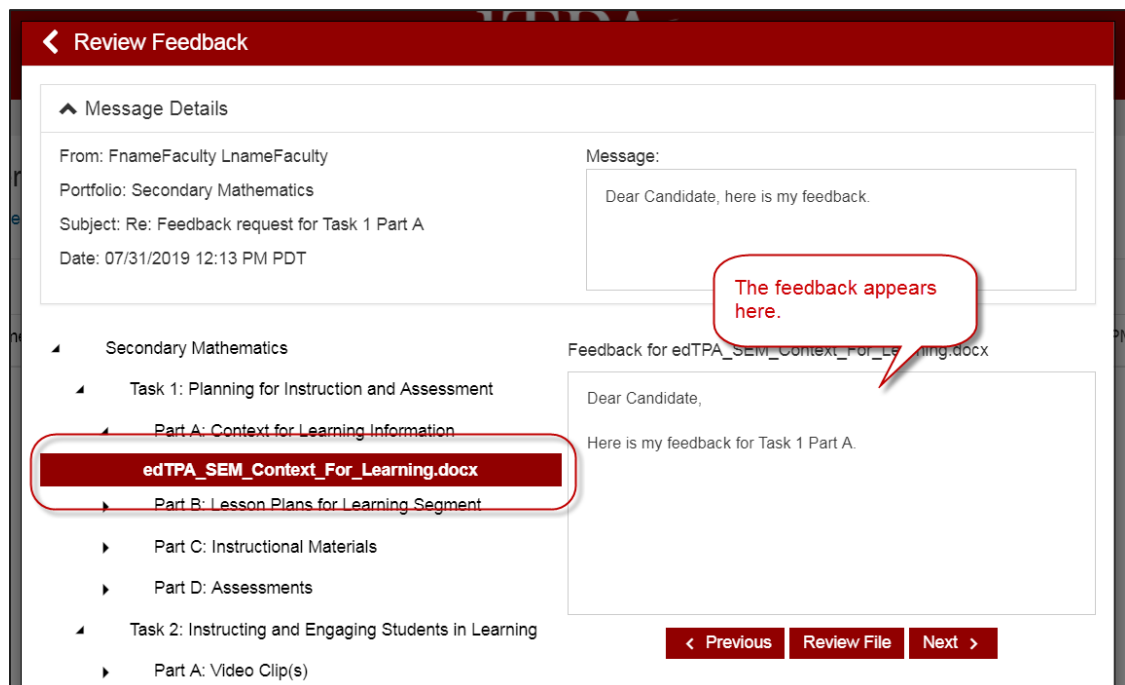 Review Feedback
Message Details
From: FnameFaculty LnameFaculty
Portfolio: Secondary Mathematics
Subject: Re: Feedback request for Task 1 Part A
Date: 07/31/2019 12:13 PM PDT
Message:
Dear Candidate, here is my feedback.
The feedback appears
here.
Secondary Mathematics
Task 1: Planning for Instruction and Assessment
Part A: Context for Learning Information
edTPA_SEM_Context_For_Learning.docx
Part B: Lesson Plans for Learning Segment
Part C: Instructional Materials
Part D: Assessments
Task 2: Instructing and Engaging Students in Learning
Part A: Video Clip(s)
Feedback for edTPA_SEM_Context_For_Learning.docx
Dear Candidate,
Here is my feedback for Task 1 Part A.
Previous
Review File
Next